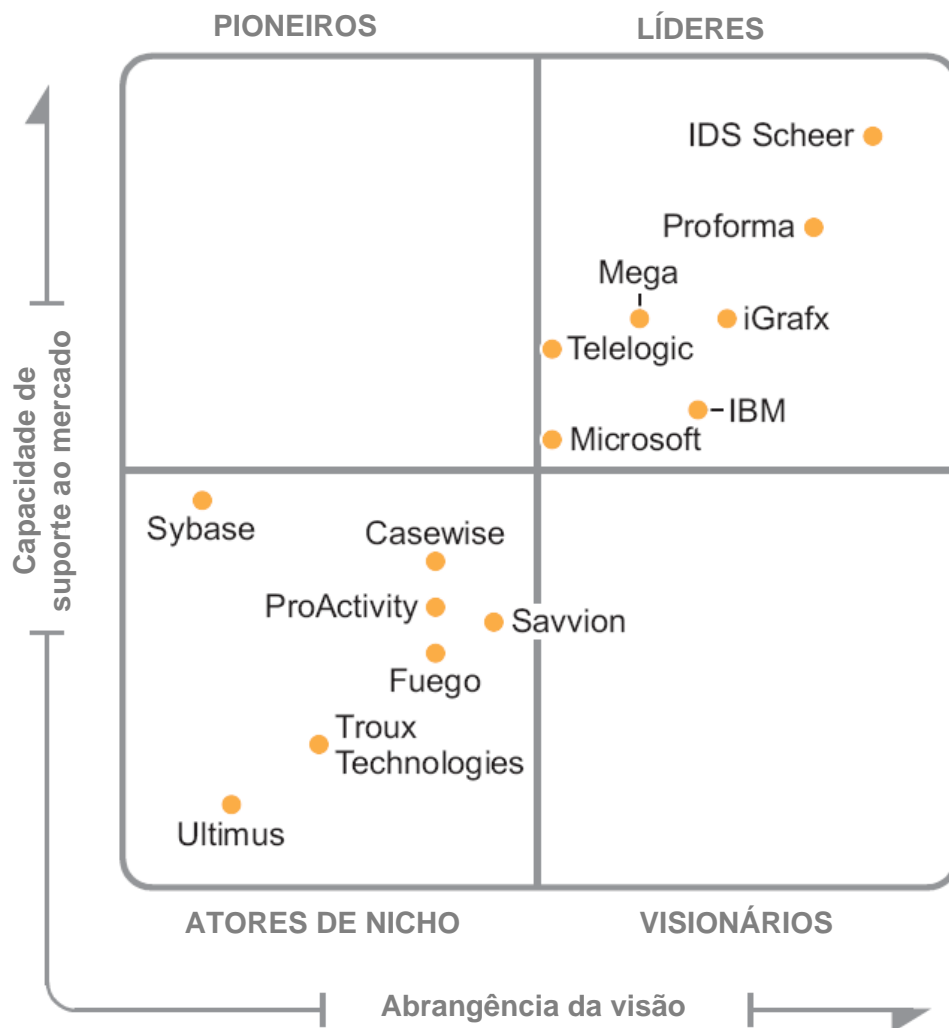 PIONEIROS
LÍDERES
IDS Scheer
Proforma
Mega
iGrafx
Telelogic
IBM
Microsoft
Capacidade de
suporte ao mercado
Sybase
Casewise
ProActivity
Savvion
Fuego
Troux
Technologies
Ultimus
ATORES DE NICHO
VISIONÁRIOS
Abrangência da visão